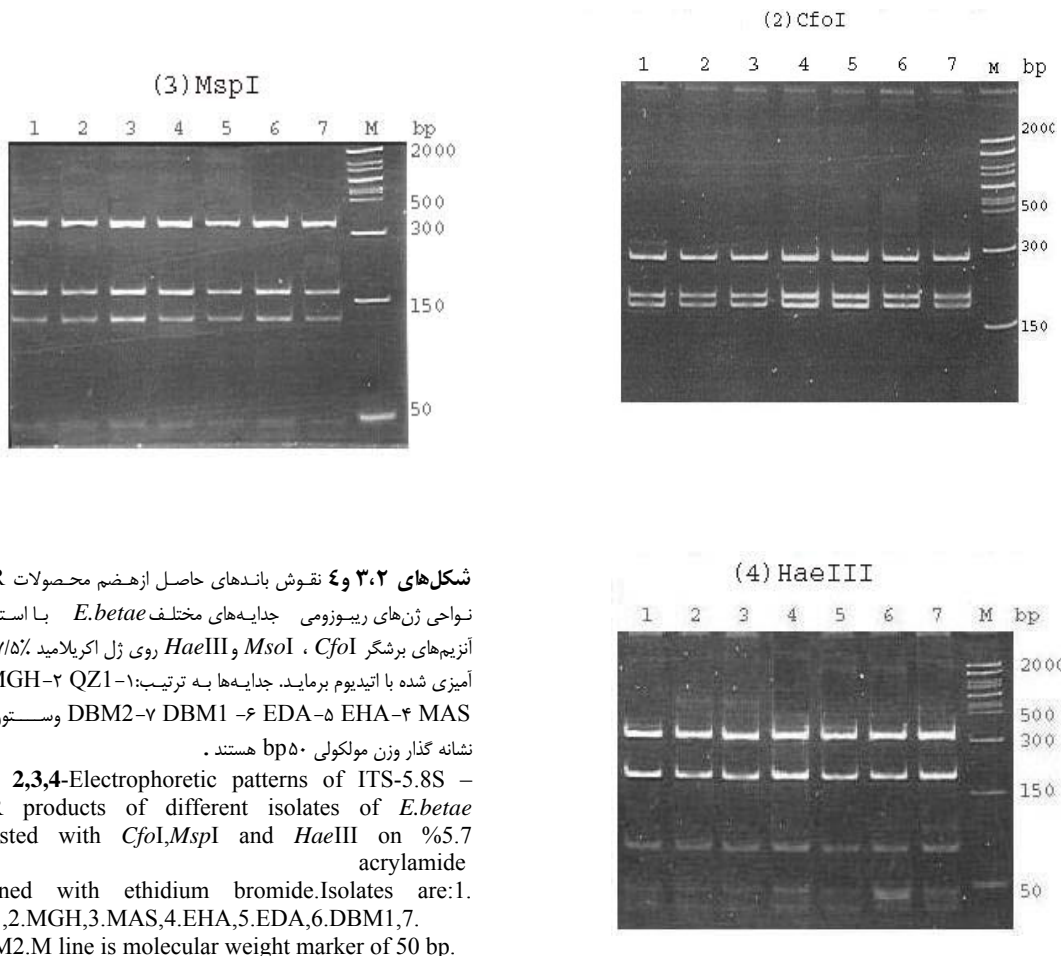 (2)CfoI
1 2 3 4 5 6 7 M bp
2000
500
300
150
(3)MspI
1 2 3 4 5 6 7 M bp
2000
500
300
150
50
(4)HaeIII
1 2 3 4 5 6 7 M bp
2000
500
300
150
50
شکل‌های ۳،۲ و٤ نقوش باندهای حاصل ازهضم محصولات
نواحی ژن‌های ریبوزومی جدایه‌های مختلف E.betae با
آنزیم‌های برشگر CfoI ، MsoI و HaeIII روی ژل اکریلامید ۷/۵٪
آمیزی شده با اتیدیوم برماید. جدایه‌ها به ترتیب:۱-QZ1 ۲-MGH
MAS ۴-EHA ۵-EDA ۶- DBM1 ۷-DBM2
نشانه گذار وزن مولکولی ۵۰bp هستند .
2,3,4-Electrophoretic patterns of ITS-5.8S –
products of different isolates of E.betae
with CfoI,MspI and HaeIII on %5.7
acrylamide
with ethidium bromide.Isolates are:1.
,2.MGH,3.MAS,4.EHA,5.EDA,6.DBM1,7.
M2.M line is molecular weight marker of 50 bp.